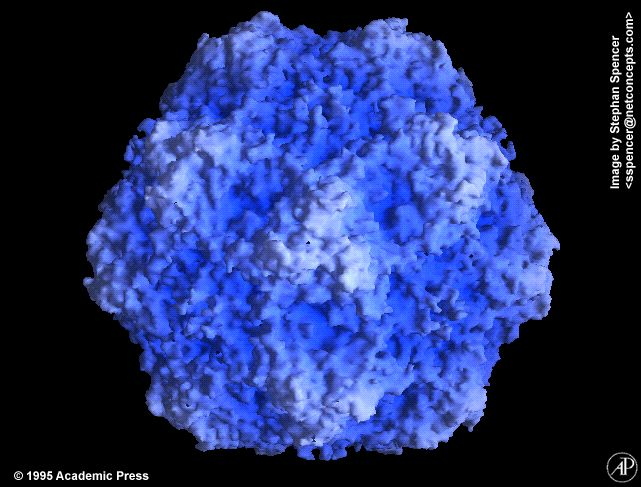 Image by Stephan Spencer
<sspencer@netconcepts.com>
© 1995 Academic Press
AP